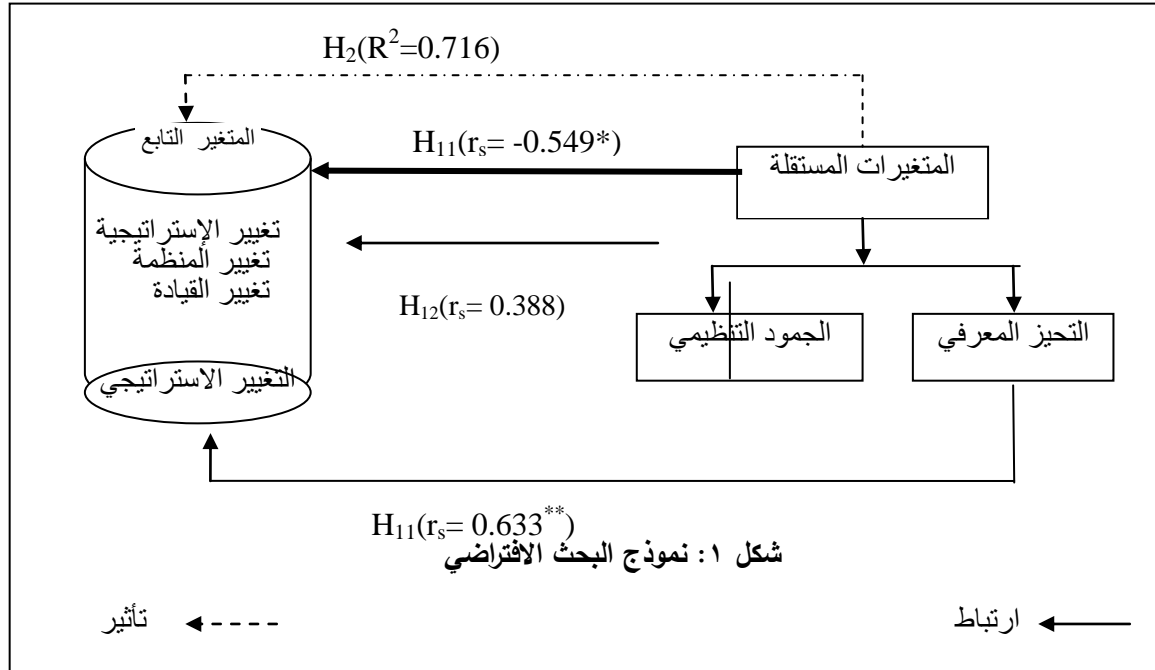 H₂(R²=0.716)
المتغير التابع
H₁₁(rₛ= -0.549*)
المتغيرات المستقلة
تغيير الإستراتيجية
تغيير المنظمة
تغيير القيادة
H₁₂(rₛ= 0.388)
التحيز المعرفي
الجمود التنظيمي
التغيير الاستراتيجي
H₁₁(rₛ= 0.633**)
شكل ١: نموذج البحث الافتراضي
ارتباط
تأثير